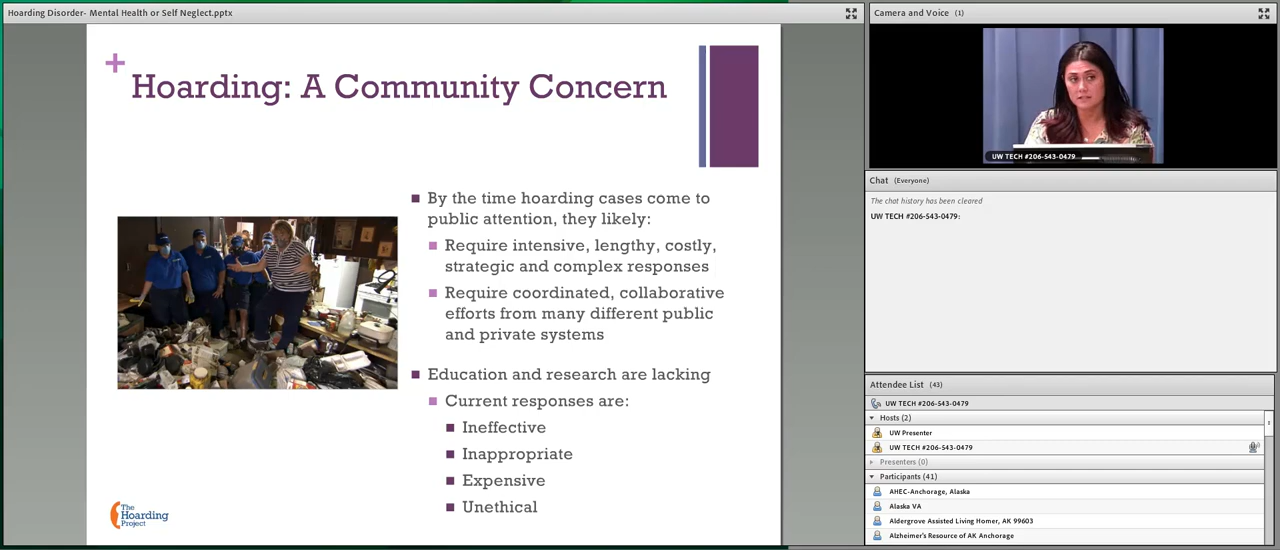 Hoarding Disorder- Mental Health or Self Neglect.pptx
+
Hoarding: A Community Concern
By the time hoarding cases come to
public attention, they likely:
Require intensive, lengthy, costly,
strategic and complex responses
Require coordinated, collaborative
efforts from many different public
and private systems
Education and research are lacking
Current responses are:
Ineffective
Inappropriate
Expensive
Unethical
The
Hoarding
Project
Camera and Voice (1)
UW TECH #206-543-0479
Chat (Everyone)
The chat history has been cleared
UW TECH #206-543-0479:
Attendee List (43)
UW TECH #206-543-0479
Hosts (2)
UW Presenter
UW TECH #206-543-0479
Presenters (0)
Participants (41)
AHEC-Anchorage, Alaska
Alaska VA
Aldergrove Assisted Living Homer, AK 99603
Alzheimer's Resource of AK Anchorage